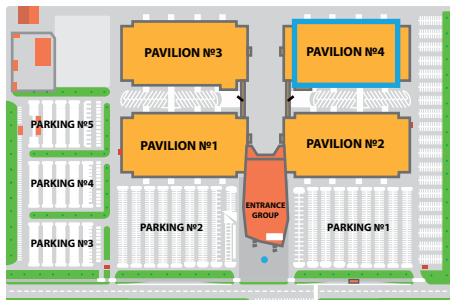 PAVILION №3
PAVILION №4
PARKING №5
PAVILION №1
PAVILION №2
PARKING №4
ENTRANCE
GROUP
PARKING №2
PARKING №1
PARKING №3